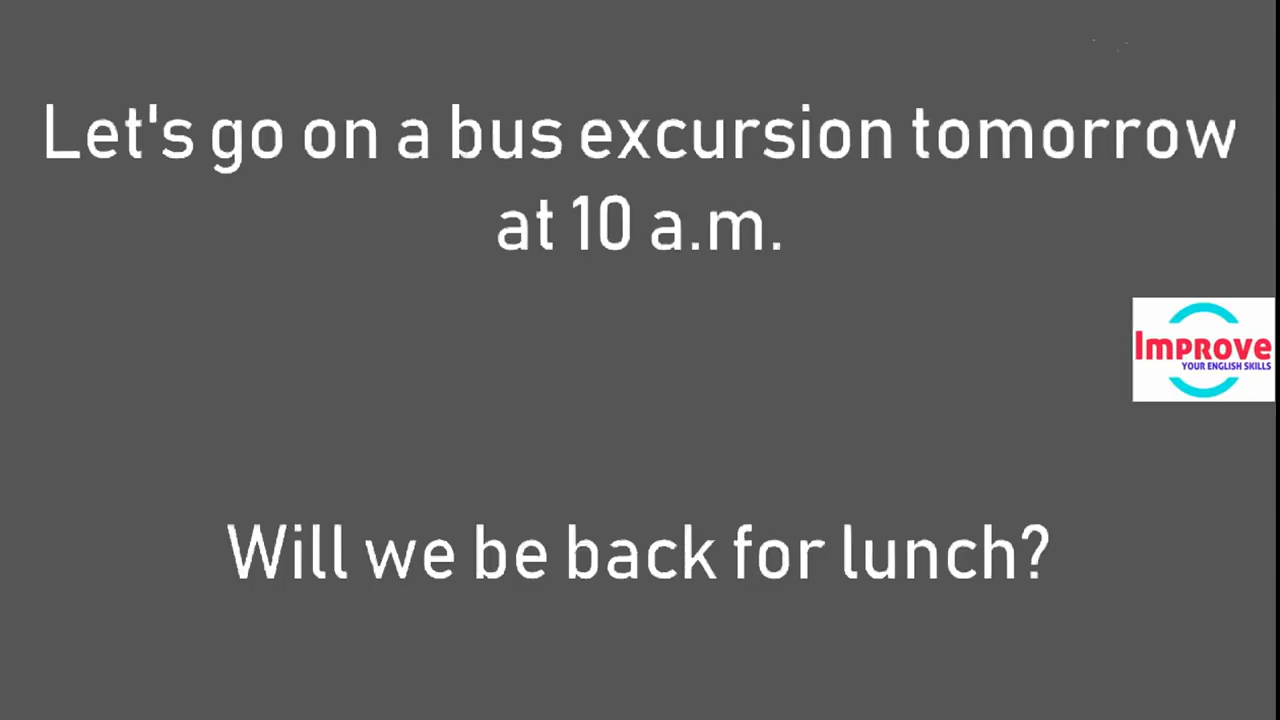 Let's go on a bus excursion tomorrow
at 10 a.m.
Improve
YOUR ENGLISH SKILLS
Will we be back for lunch?